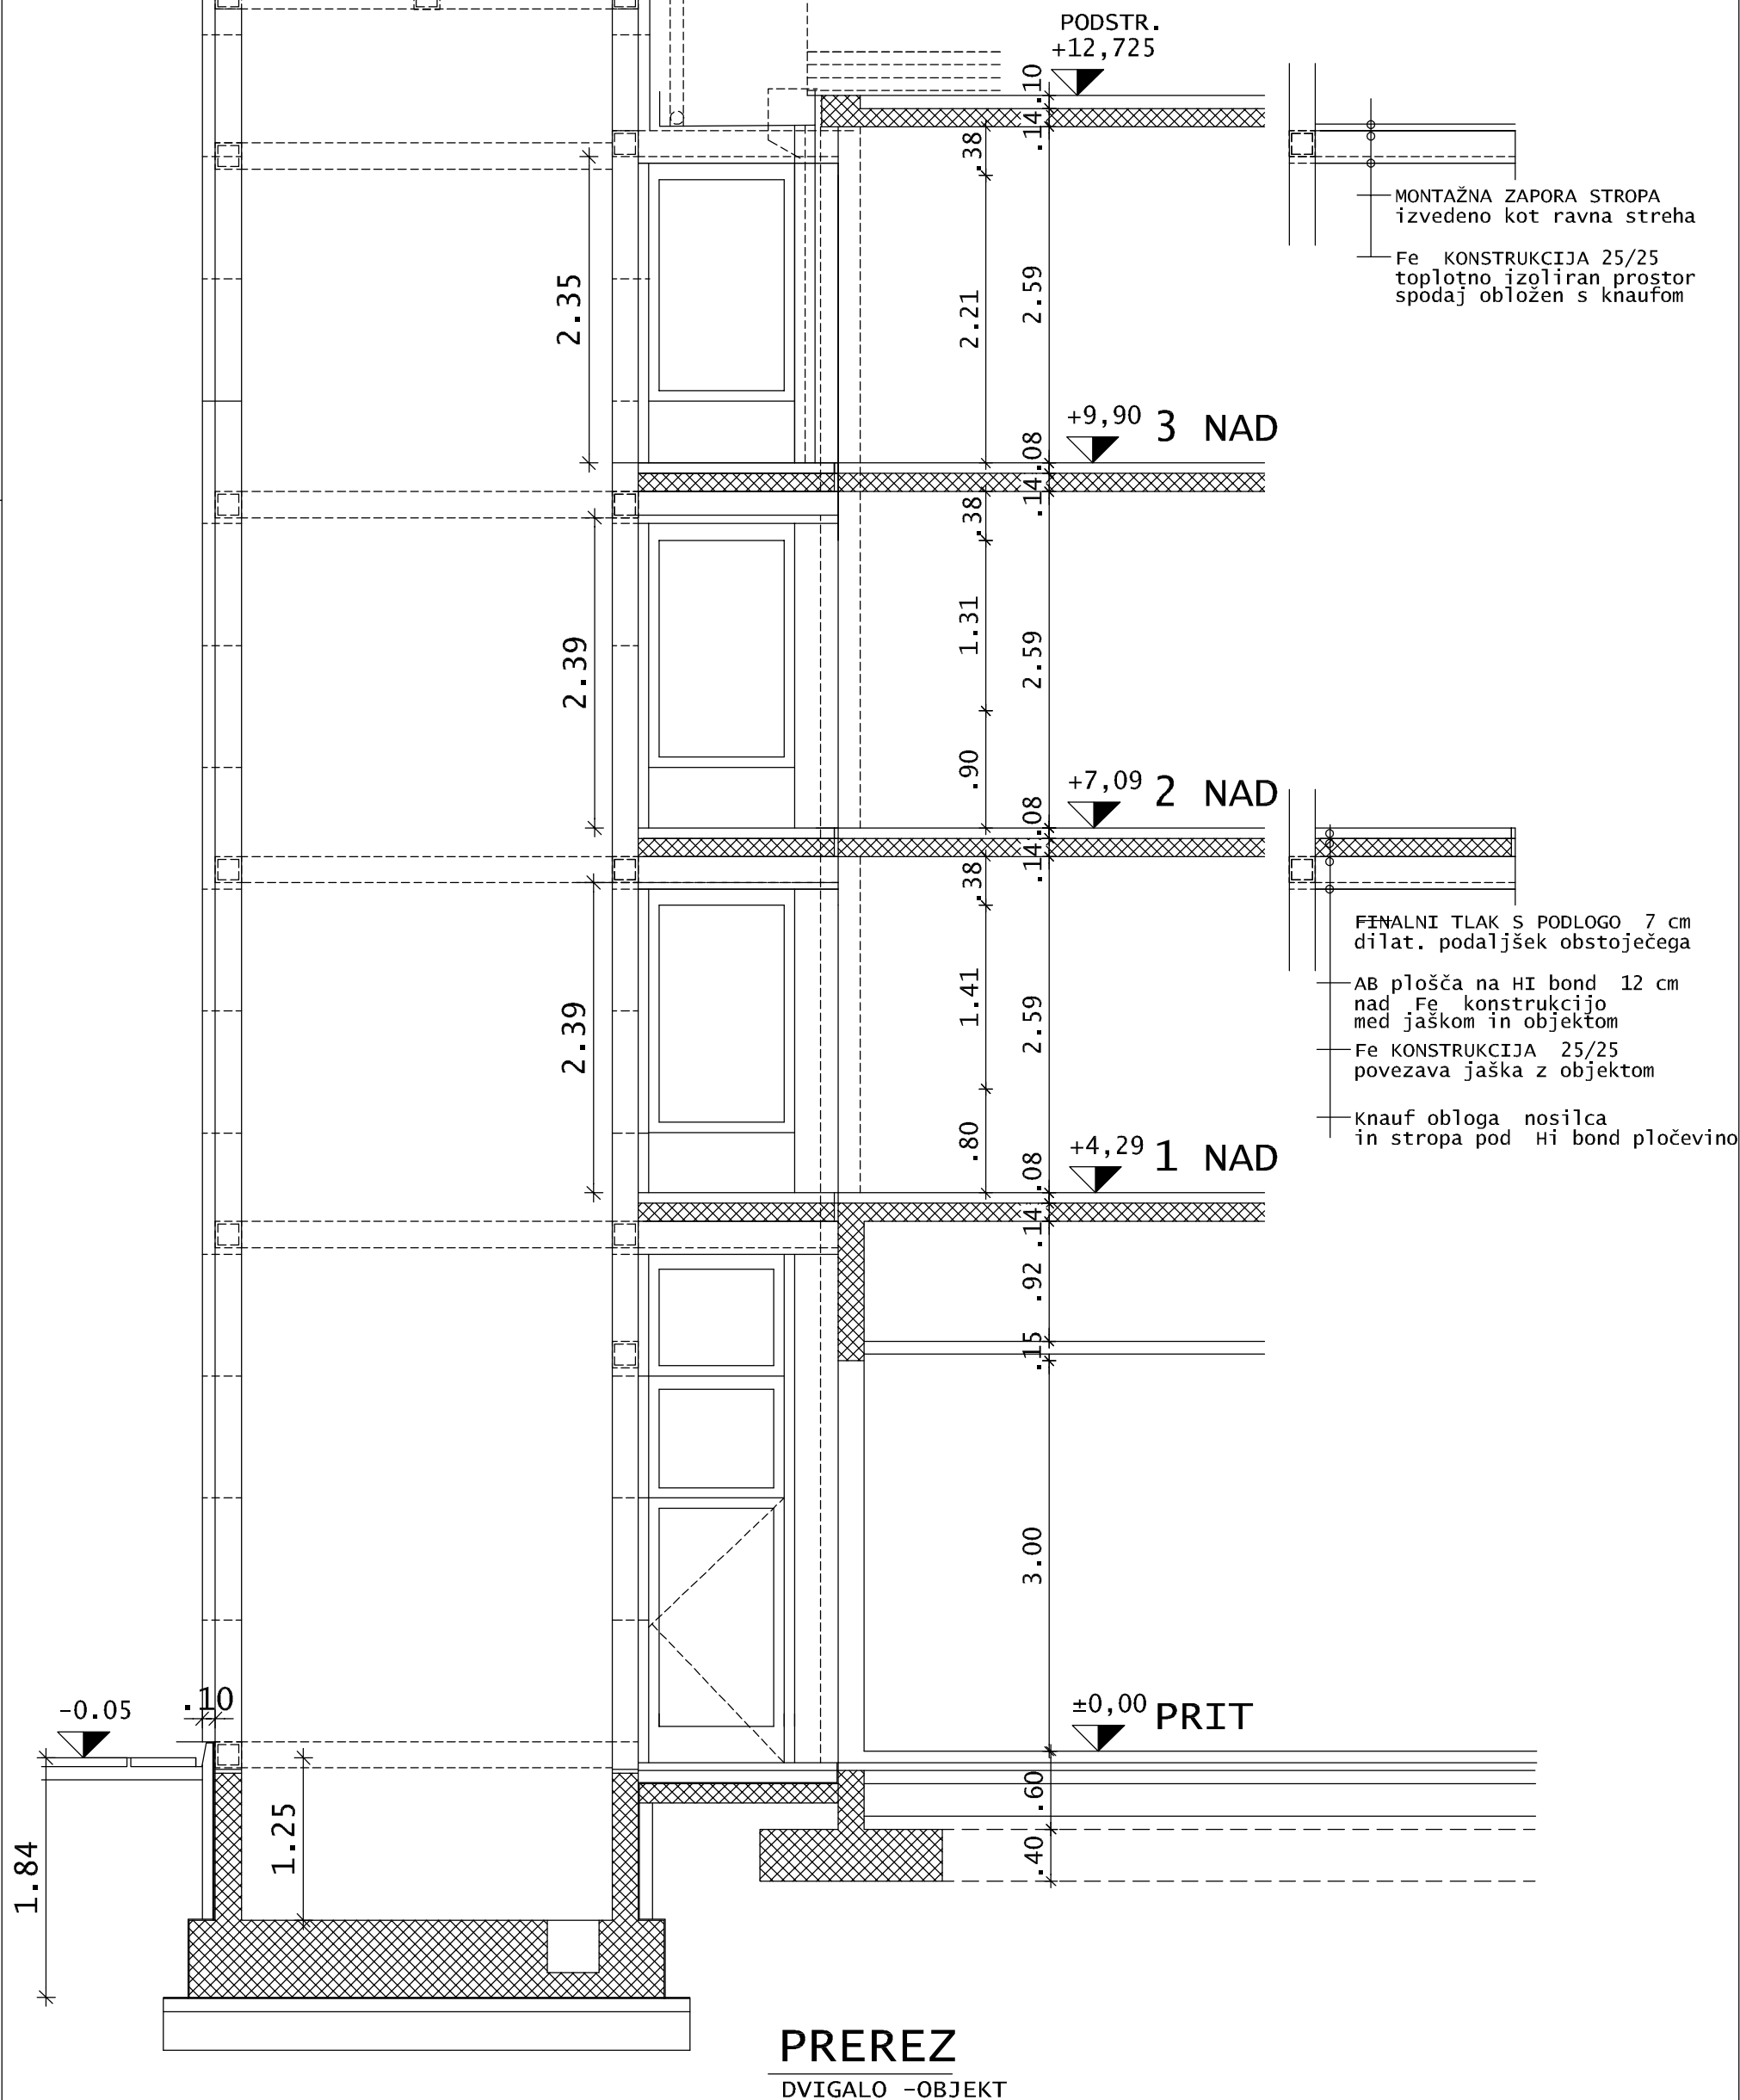 PODSTR.
+12,725
.10
.14
.38
MONTAŽNA ZAPORA STROPA
izvedeno kot ravna streha
Fe KONSTRUKCIJA 25/25
toplotno izoliran prostor
spodaj obložen s knaufom
2.35
2.21
2.59
+9,90 3 NAD
.08
.14
.38
2.39
1.31
2.59
.90
+7,09 2 NAD
.08
.14
.38
FINALNI TLAK S PODLOGO 7 cm
dilat. podaljšek obstoječega
AB plošča na HI bond 12 cm
nad Fe konstrukcijo
med jaškom in objektom
Fe KONSTRUKCIJA 25/25
povezava jaška z objektom
Knauf obloga nosilca
in stropa pod Hi bond pločevino
2.39
1.41
2.59
.80
+4,29 1 NAD
.08
.14
.92
.15
3.00
±0,00 PRIT
-0.05
.10
.60
.40
1.25
1.84
PREREZ
DVIGALO -OBJEKT